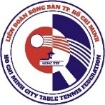 LIÊN ĐOÀN BÓNG BÀN TP. HỒ CHÍ MINH
HO CHI MINH CITY TABLE TENNIS FEDERATION